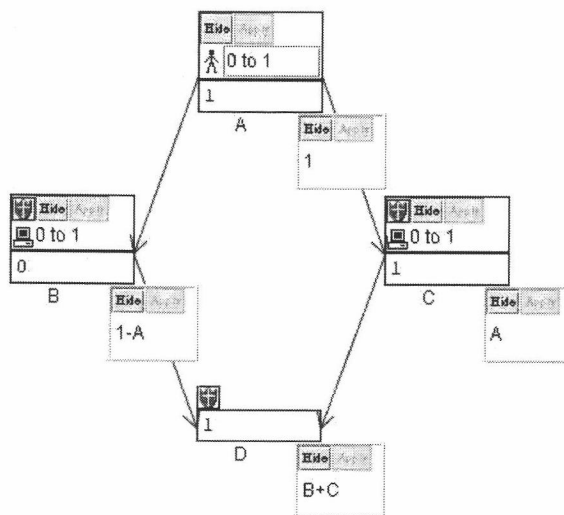 Hide Apply
0 to 1
1
A
Hide Apply
1
Hide Apply
0 to 1
0
B
Hide Apply
1-A
Hide Apply
0 to 1
1
C
Hide Apply
A
1
D
Hide Apply
B+C